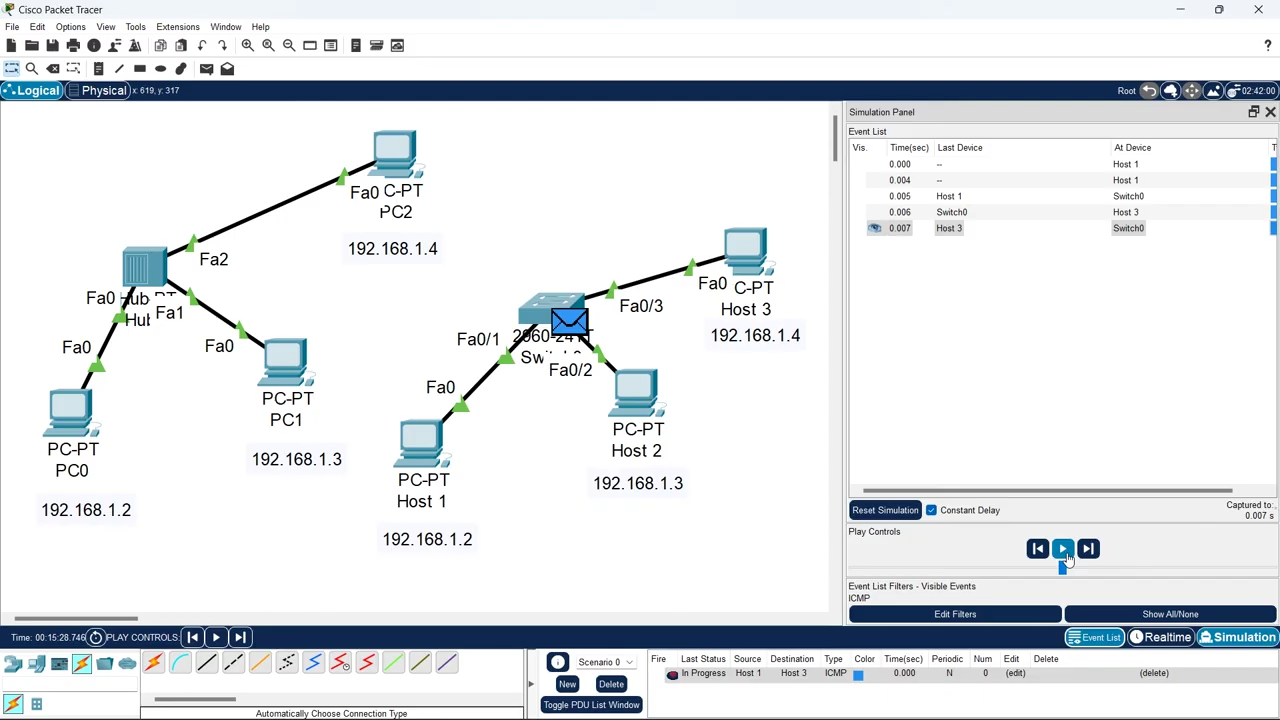 Cisco Packet Tracer
File Edit Options View Tools Extensions Window Help
?
Logical Physical x: 619, y: 317
Root 02:42:00
PC2
192.168.1.4
Fa0 C-PT
Fa2
Fa0 Hub-PT
Fa1
Fa0
Fa0
PC-PT
PC0
192.168.1.2
PC-PT
PC1
192.168.1.3
Fa0 C-PT
Host 3
192.168.1.4
Fa0/3
Fa0/1
Fa0/2
Fa0
PC-PT
Host 2
192.168.1.3
PC-PT
Host 1
192.168.1.2
Simulation Panel
Event List
Vis. Time(sec) Last Device At Device T
0.000 -- Host 1
0.004 -- Host 1
0.005 Host 1 Switch0
0.006 Switch0 Host 3
0.007 Host 3 Switch0
Reset Simulation Constant Delay
Captured to:
0.007 s
Play Controls
Event List Filters - Visible Events
ICMP
Edit Filters Show All/None
Time: 00:15:28.746 PLAY CONTROLS:
Event List Realtime Simulation
Automatically Choose Connection Type
Scenario 0
New Delete
Toggle PDU List Window
Fire Last Status Source Destination Type Color Time(sec) Periodic Num Edit Delete
In Progress Host 1 Host 3 ICMP 0.000 N 0 (edit) (delete)